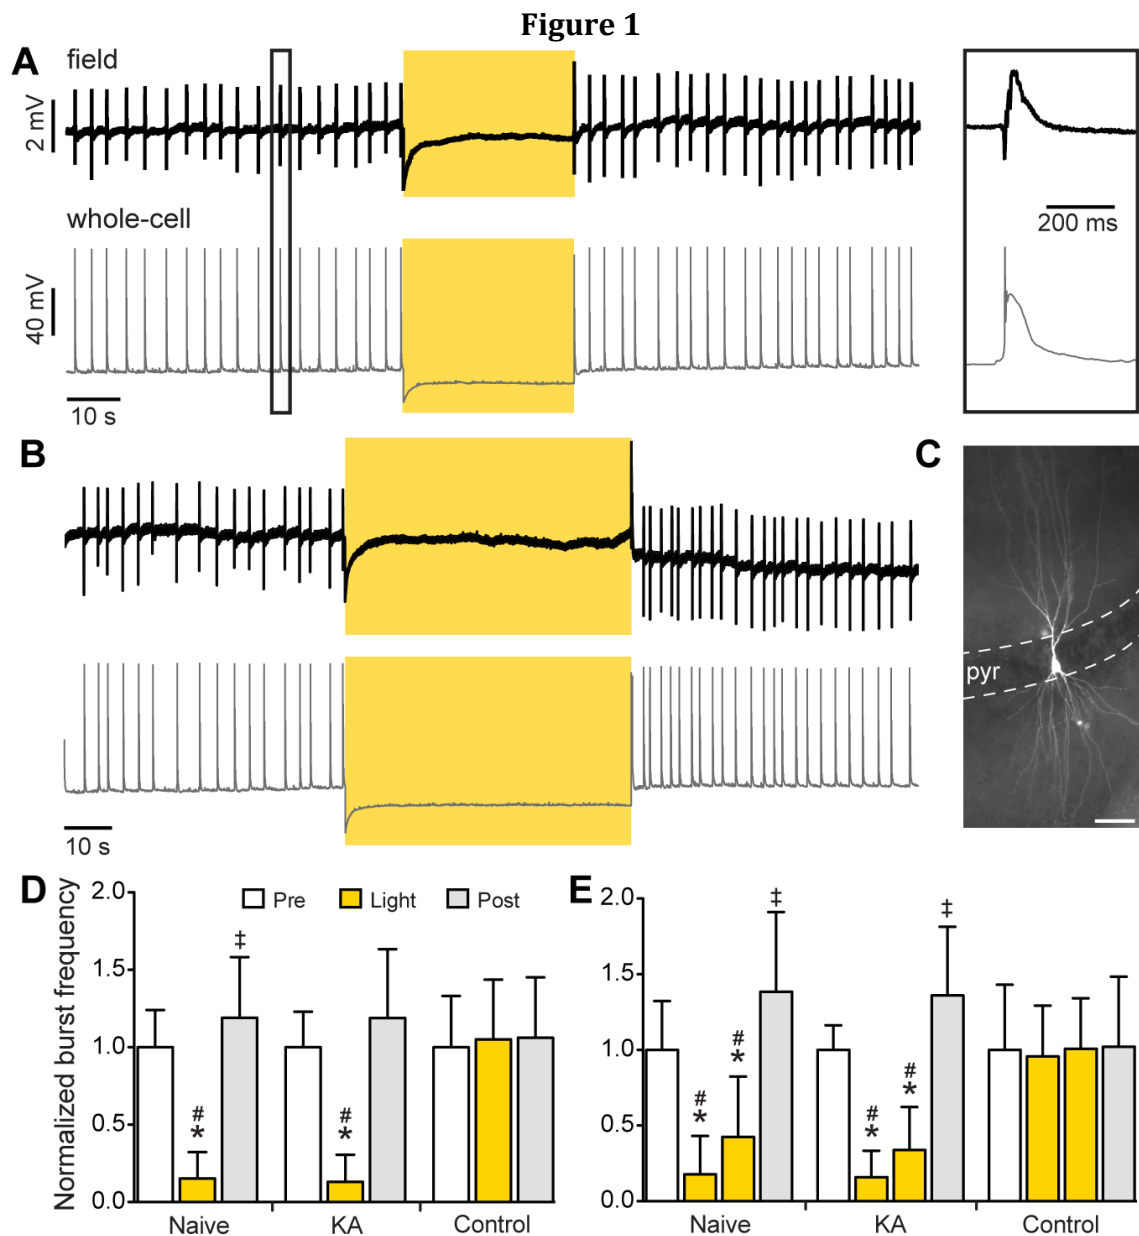 Figure 1
A
field
2 mV
whole-cell
40 mV
10 s
200 ms
B
10 s
C
pyr
D
Normalized burst frequency
2.0
1.5
1.0
0.5
0.0
Pre
Light
Post
‡
#
*
#
*
Naive
KA
Control
E
2.0
1.5
1.0
0.5
0.0
‡
#
*
#
*
‡
#
*
#
*
Naive
KA
Control